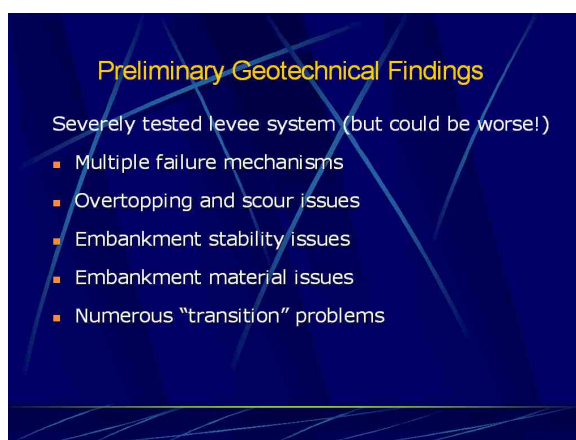 Preliminary Geotechnical Findings
Severely tested levee system (but could be worse!)
Multiple failure mechanisms
Overtopping and scour issues
Embankment stability issues
Embankment material issues
Numerous “transition” problems